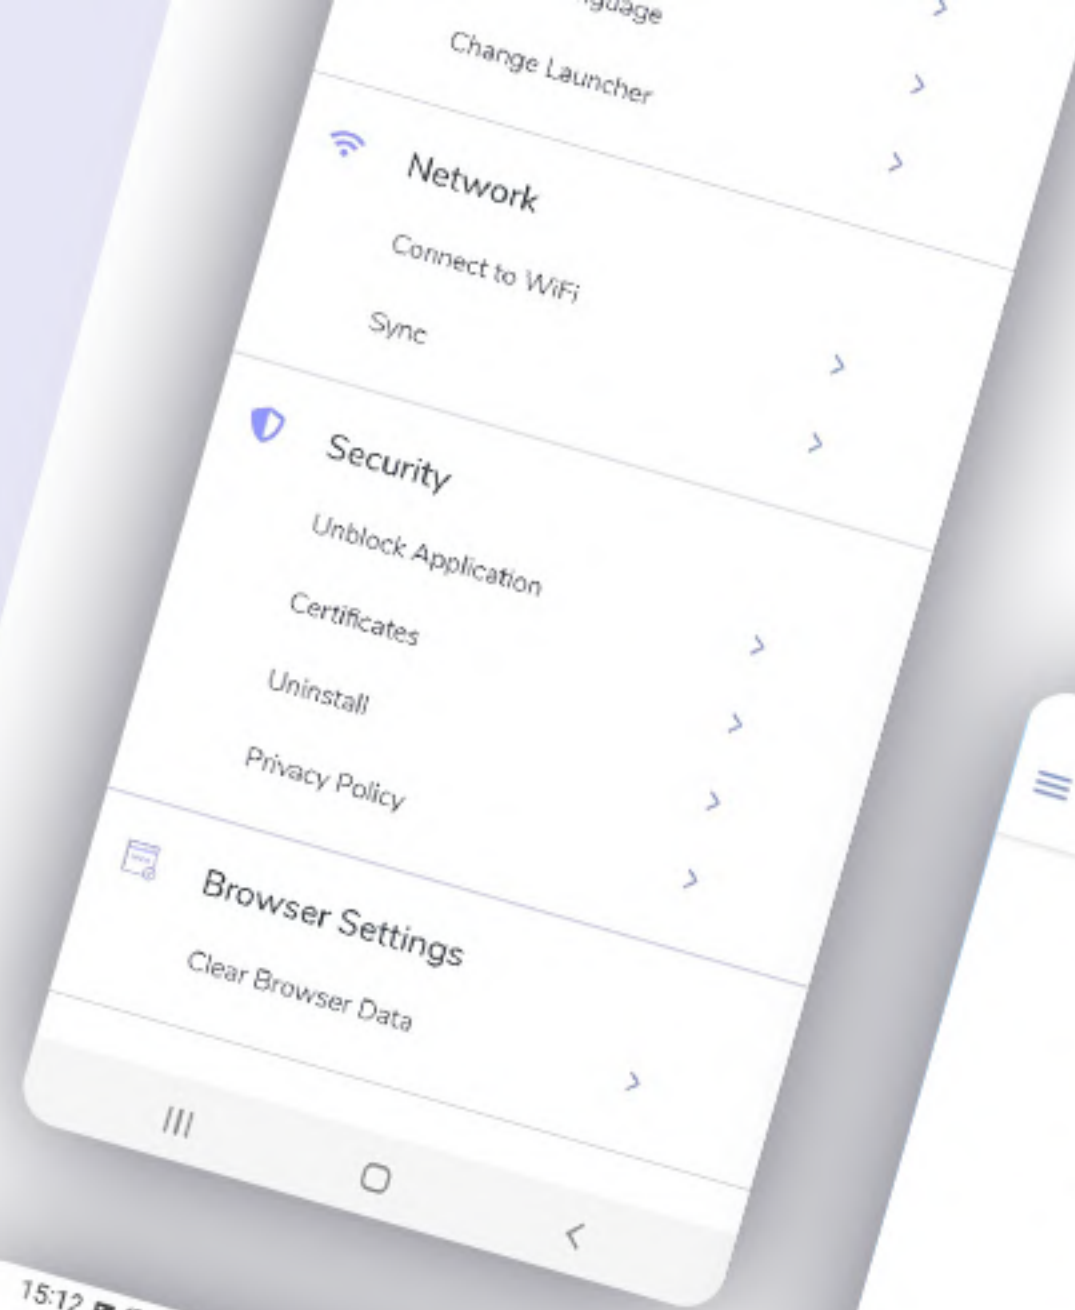 Change Launcher
Network
Connect to WiFi
Sync
Security
Unblock Application
Certificates
Uninstall
Privacy Policy
Browser Settings
Clear Browser Data
15:12